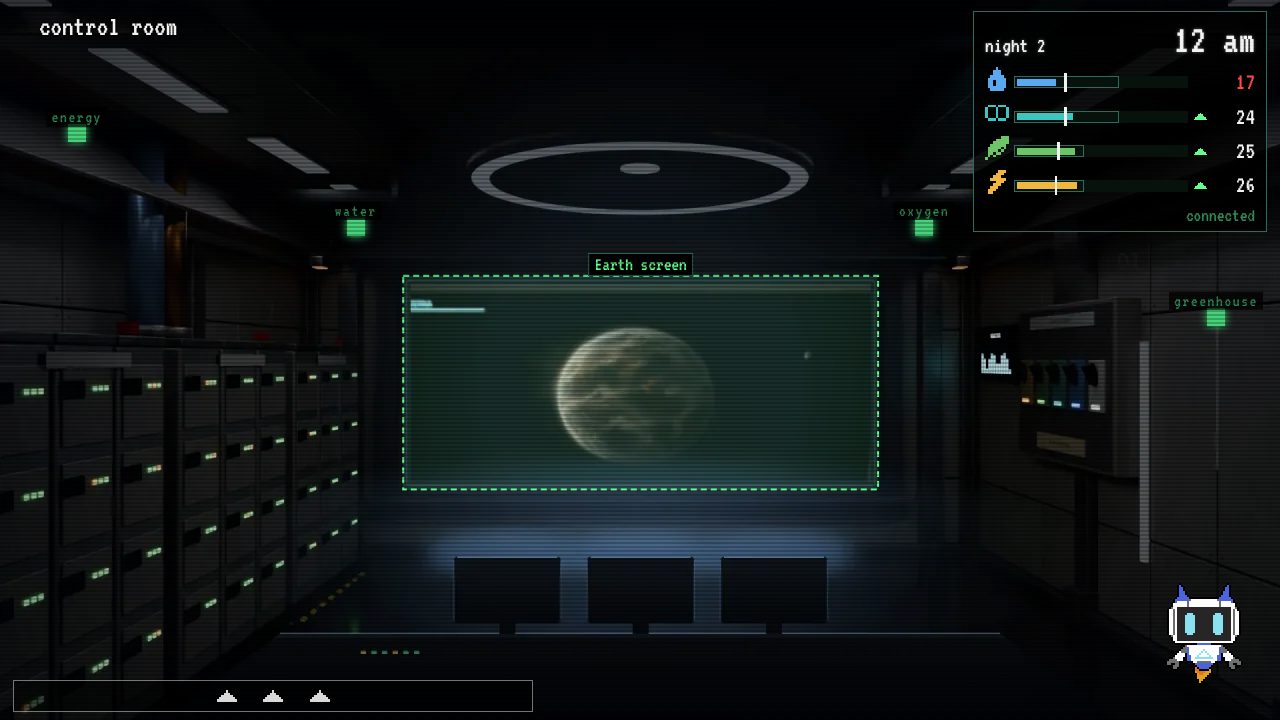 control room
night 2
12 am
17
24
25
26
connected
energy
water
oxygen
greenhouse
Earth screen